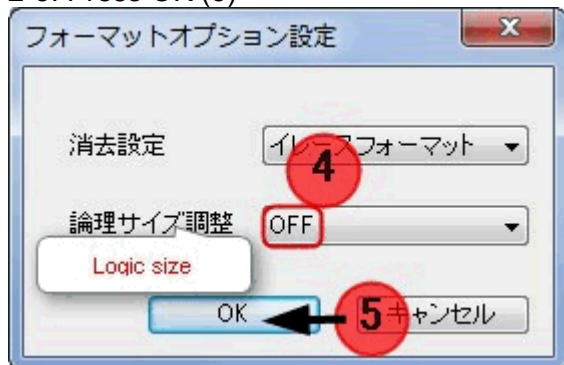 Press OK (5)
フォーマットオプション設定
消去設定 イレースフォーマット
4
論理サイズ調整 OFF
Logic size
OK 5 キャンセル